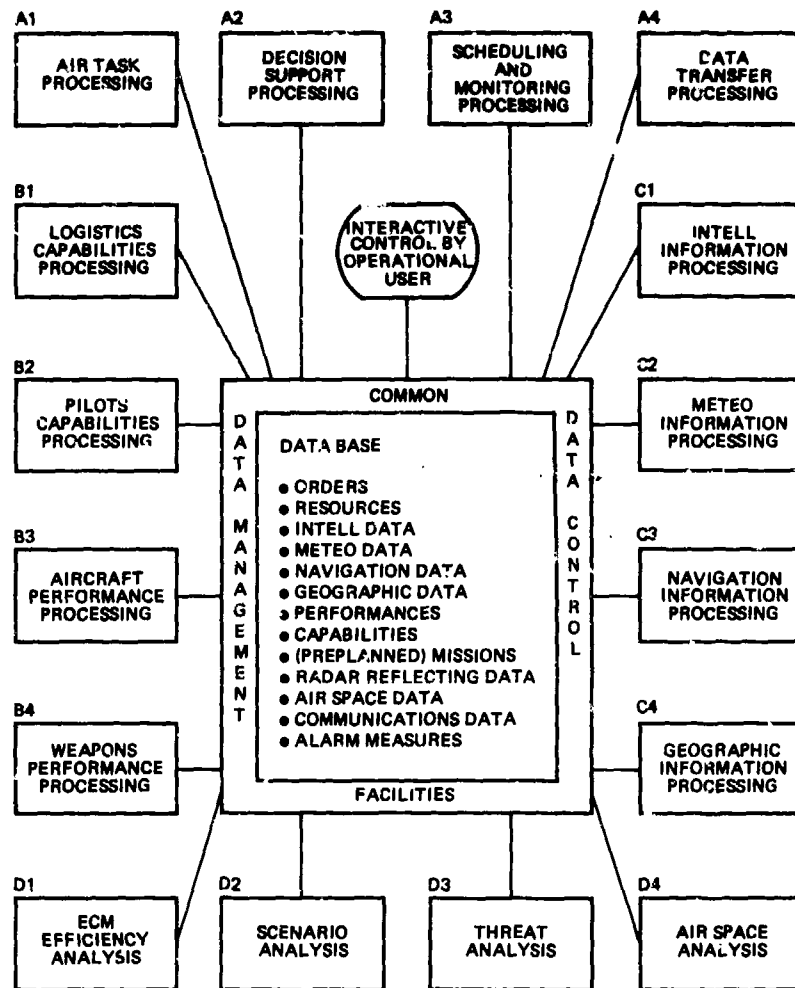 A1
AIR TASK
PROCESSING
A2
DECISION
SUPPORT
PROCESSING
A3
SCHEDULING
AND
MONITORING
PROCESSING
A4
DATA
TRANSFER
PROCESSING
B1
LOGISTICS
CAPABILITIES
PROCESSING
INTERACTIVE
CONTROL BY
OPERATIONAL
USER
C1
INTELL
INFORMATION
PROCESSING
B2
PILOTS
CAPABILITIES
PROCESSING
C2
METEO
INFORMATION
PROCESSING
B3
AIRCRAFT
PERFORMANCE
PROCESSING
C3
NAVIGATION
INFORMATION
PROCESSING
B4
WEAPONS
PERFORMANCE
PROCESSING
C4
GEOGRAPHIC
INFORMATION
PROCESSING
COMMON
DATA MANAGEMENT
DATA CONTROL
DATA BASE
● ORDERS
● RESOURCES
● INTELL DATA
● METEO DATA
● NAVIGATION DATA
● GEOGRAPHIC DATA
● PERFORMANCES
● CAPABILITIES
● (PREPLANNED) MISSIONS
● RADAR REFLECTING DATA
● AIR SPACE DATA
● COMMUNICATIONS DATA
● ALARM MEASURES
FACILITIES
D1
ECM
EFFICIENCY
ANALYSIS
D2
SCENARIO
ANALYSIS
D3
THREAT
ANALYSIS
D4
AIR SPACE
ANALYSIS